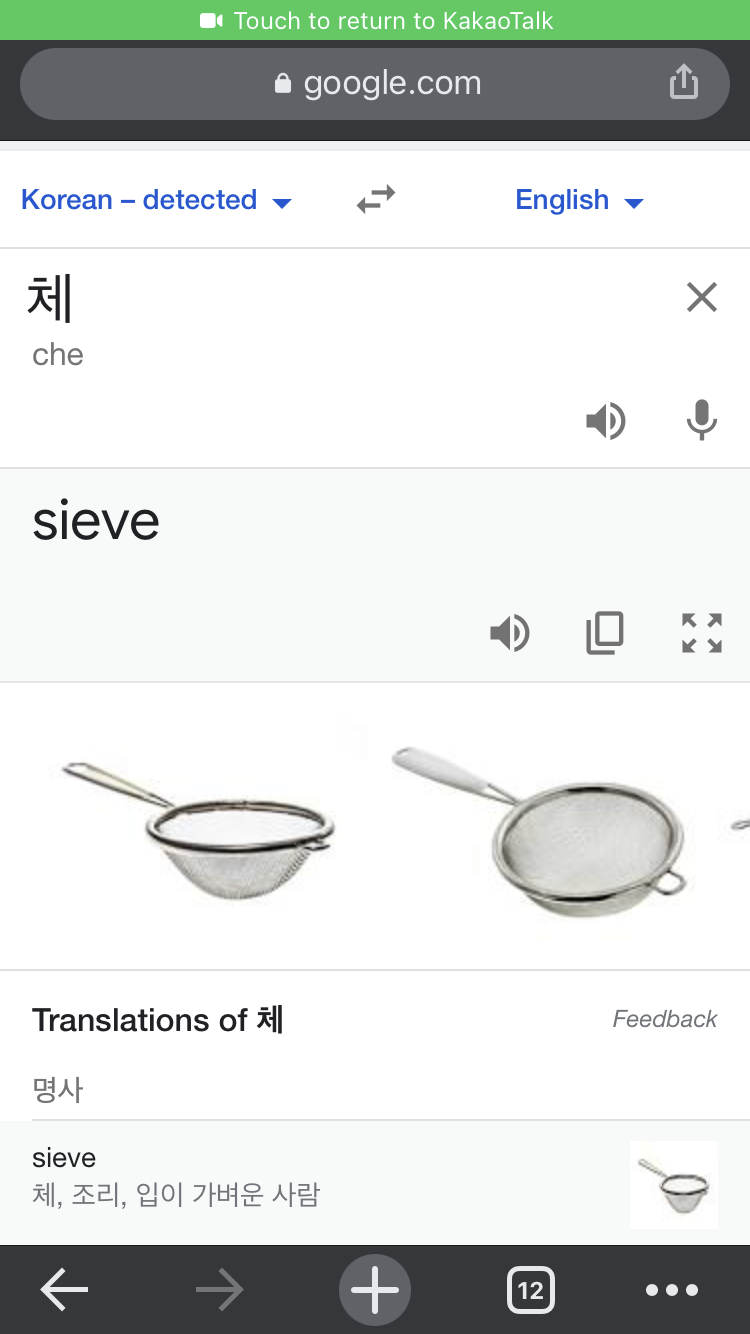 Touch to return to KakaoTalk
google.com
Korean – detected
English
체
che
sieve
Translations of 체
Feedback
명사
sieve
체, 조리, 입이 가벼운 사람
12